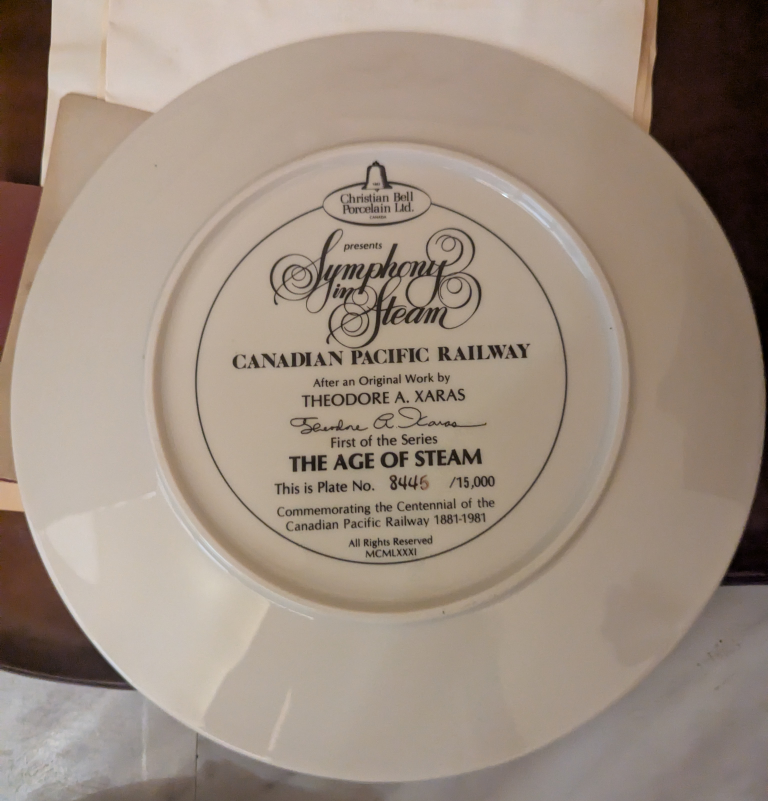 Christian Bell
Porcelain Ltd.
presents
Symphony
in
Steam
CANADIAN PACIFIC RAILWAY
After an Original Work by
THEODORE A. XARAS
Theodore A. Xaras
First of the Series
THE AGE OF STEAM
This is Plate No. 8446 /15,000
Commemorating the Centennial of the
Canadian Pacific Railway 1881-1981
All Rights Reserved
MCMLXXXI